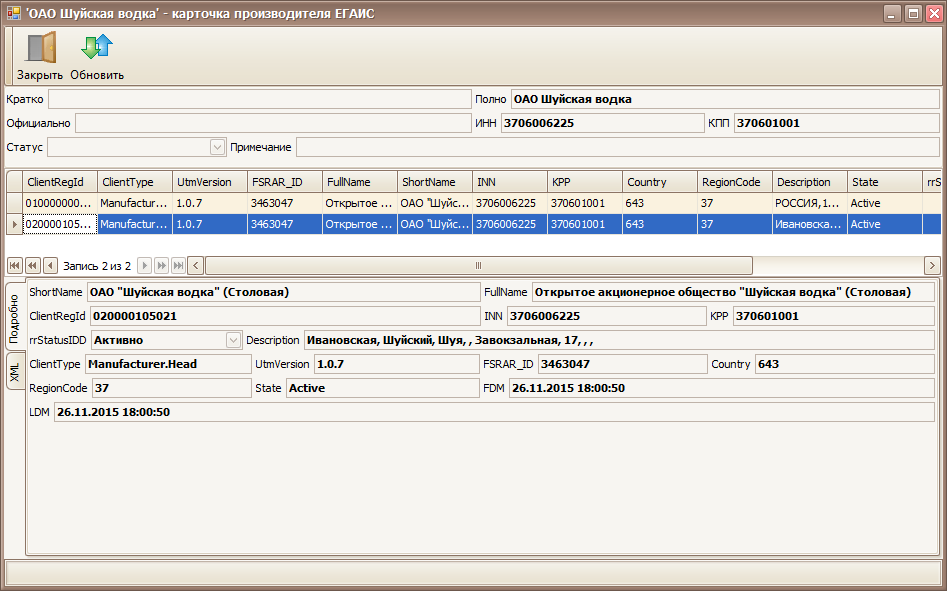 'ОАО Шуйская водка' - карточка производителя ЕГАИС
Закрыть Обновить
Кратко Полно ОАО Шуйская водка
Официально ИНН 3706006225 КПП 370601001
Статус Примечание
ClientRegId ClientType UtmVersion FSRAR_ID FullName ShortName INN KPP Country RegionCode Description State rrS
010000000... Manufactur... 1.0.7 3463047 Открытое ... ОАО "Шуйс... 3706006225 370601001 643 37 РОССИЯ,1... Active
020000105... Manufactur... 1.0.7 3463047 Открытое ... ОАО "Шуйс... 3706006225 370601001 643 37 Ивановска... Active
Запись 2 из 2
Подробно
XML
ShortName ОАО "Шуйская водка" (Столовая) FullName Открытое акционерное общество "Шуйская водка" (Столовая)
ClientRegId 020000105021 INN 3706006225 KPP 370601001
rrStatusIDD Активно Description Ивановская, Шуйский, Шуя, , Завокзальная, 17, , ,
ClientType Manufacturer.Head UtmVersion 1.0.7 FSRAR_ID 3463047 Country 643
RegionCode 37 State Active FDM 26.11.2015 18:00:50
LDM 26.11.2015 18:00:50